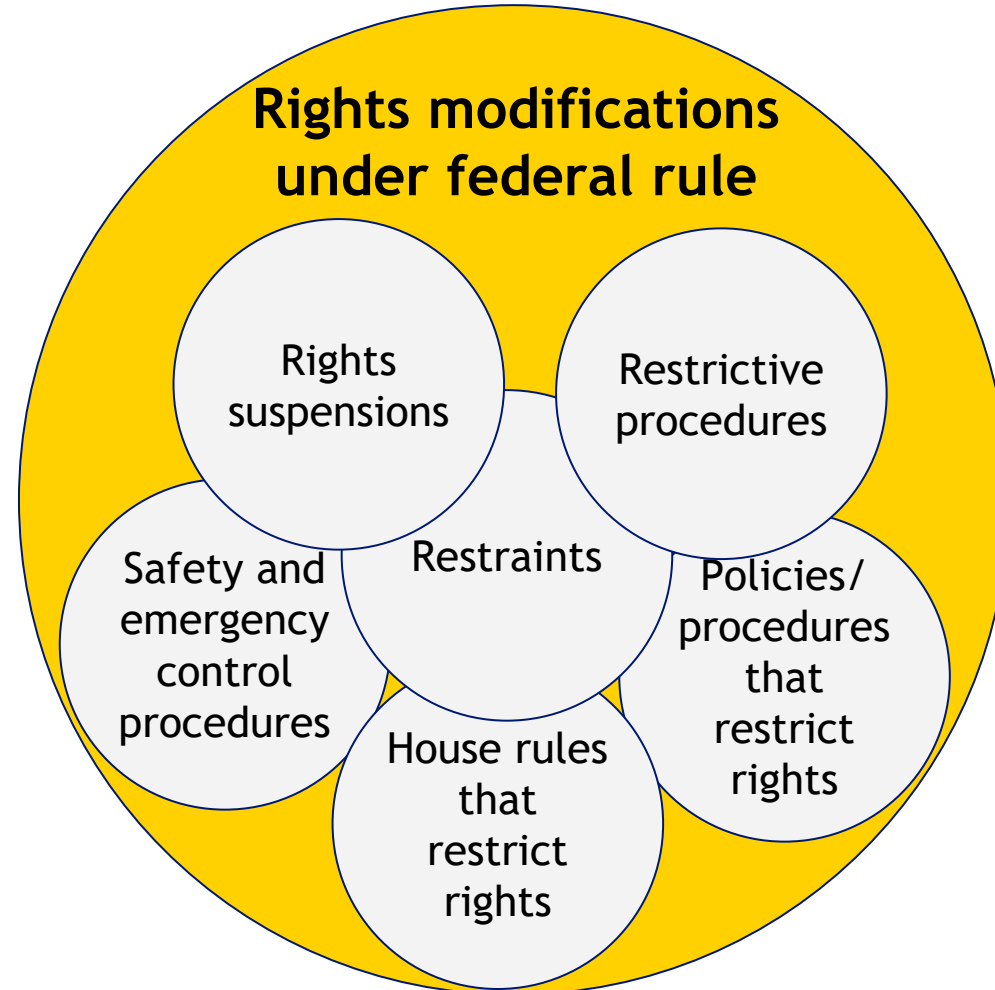 Rights modifications
under federal rule
Rights
suspensions
Restrictive
procedures
Restraints
Safety and
emergency
control
procedures
Policies/
procedures
that
restrict
rights
House rules
that
restrict
rights